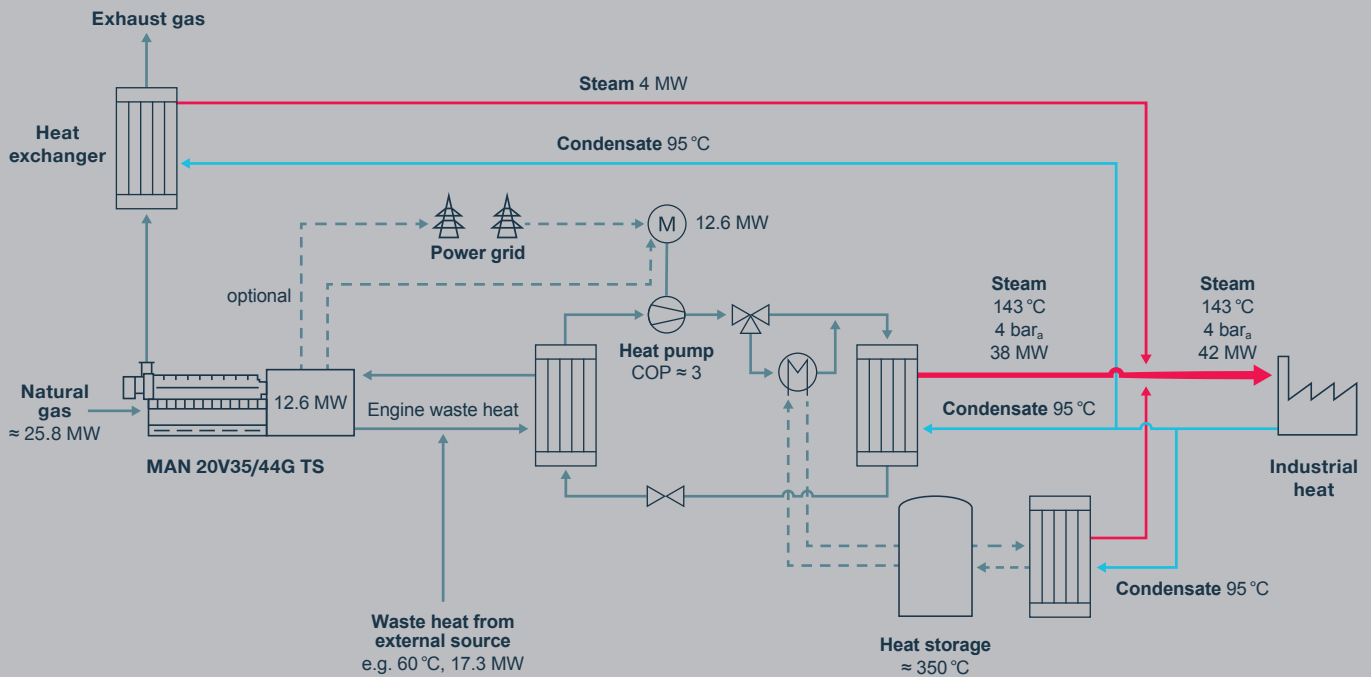 Exhaust gas
Steam 4 MW
Heat
exchanger
Condensate 95 °C
M
12.6 MW
Power grid
optional
Steam
143 °C
4 barₐ
38 MW
Steam
143 °C
4 barₐ
42 MW
Heat pump
COP ≈ 3
Natural
gas
≈ 25.8 MW
12.6 MW
Engine waste heat
Condensate 95 °C
MAN 20V35/44G TS
Industrial
heat
Condensate 95 °C
Waste heat from
external source
e.g. 60 °C, 17.3 MW
Heat storage
≈ 350 °C